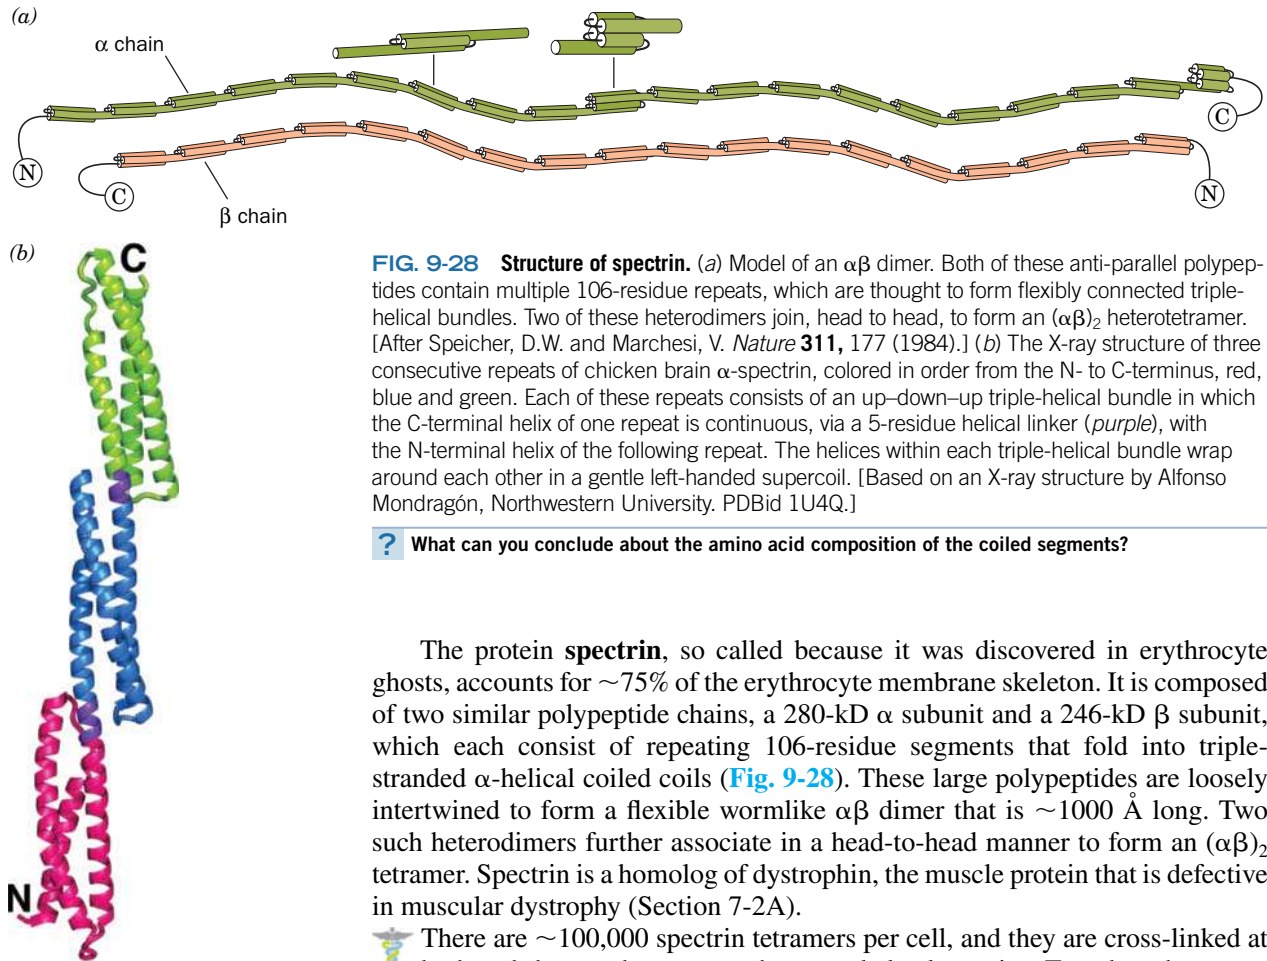 (a)
α chain
N
C
C
N
β chain
(b)
C
N
FIG. 9-28 Structure of spectrin. (a) Model of an αβ dimer. Both of these anti-parallel polypep-
tides contain multiple 106-residue repeats, which are thought to form flexibly connected triple-
helical bundles. Two of these heterodimers join, head to head, to form an (αβ)₂ heterotetramer.
[After Speicher, D.W. and Marchesi, V. Nature 311, 177 (1984).] (b) The X-ray structure of three
consecutive repeats of chicken brain α-spectrin, colored in order from the N- to C-terminus, red,
blue and green. Each of these repeats consists of an up–down–up triple-helical bundle in which
the C-terminal helix of one repeat is continuous, via a 5-residue helical linker (purple), with
the N-terminal helix of the following repeat. The helices within each triple-helical bundle wrap
around each other in a gentle left-handed supercoil. [Based on an X-ray structure by Alfonso
Mondragón, Northwestern University. PDBid 1U4Q.]
? What can you conclude about the amino acid composition of the coiled segments?
The protein spectrin, so called because it was discovered in erythrocyte
ghosts, accounts for ~75% of the erythrocyte membrane skeleton. It is composed
of two similar polypeptide chains, a 280-kD α subunit and a 246-kD β subunit,
which each consist of repeating 106-residue segments that fold into triple-
stranded α-helical coiled coils (Fig. 9-28). These large polypeptides are loosely
intertwined to form a flexible wormlike αβ dimer that is ~1000 Å long. Two
such heterodimers further associate in a head-to-head manner to form an (αβ)₂
tetramer. Spectrin is a homolog of dystrophin, the muscle protein that is defective
in muscular dystrophy (Section 7-2A).
There are ~100,000 spectrin tetramers per cell, and they are cross-linked at